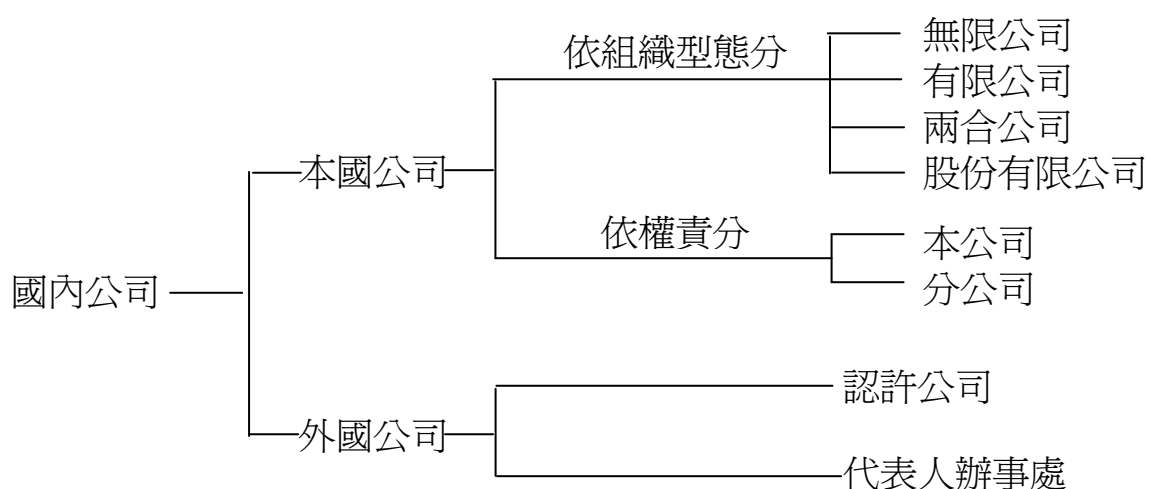 無限公司
依組織型態分
有限公司
兩合公司
本國公司
股份有限公司
依權責分
本公司
國內公司
分公司
認許公司
外國公司
代表人辦事處